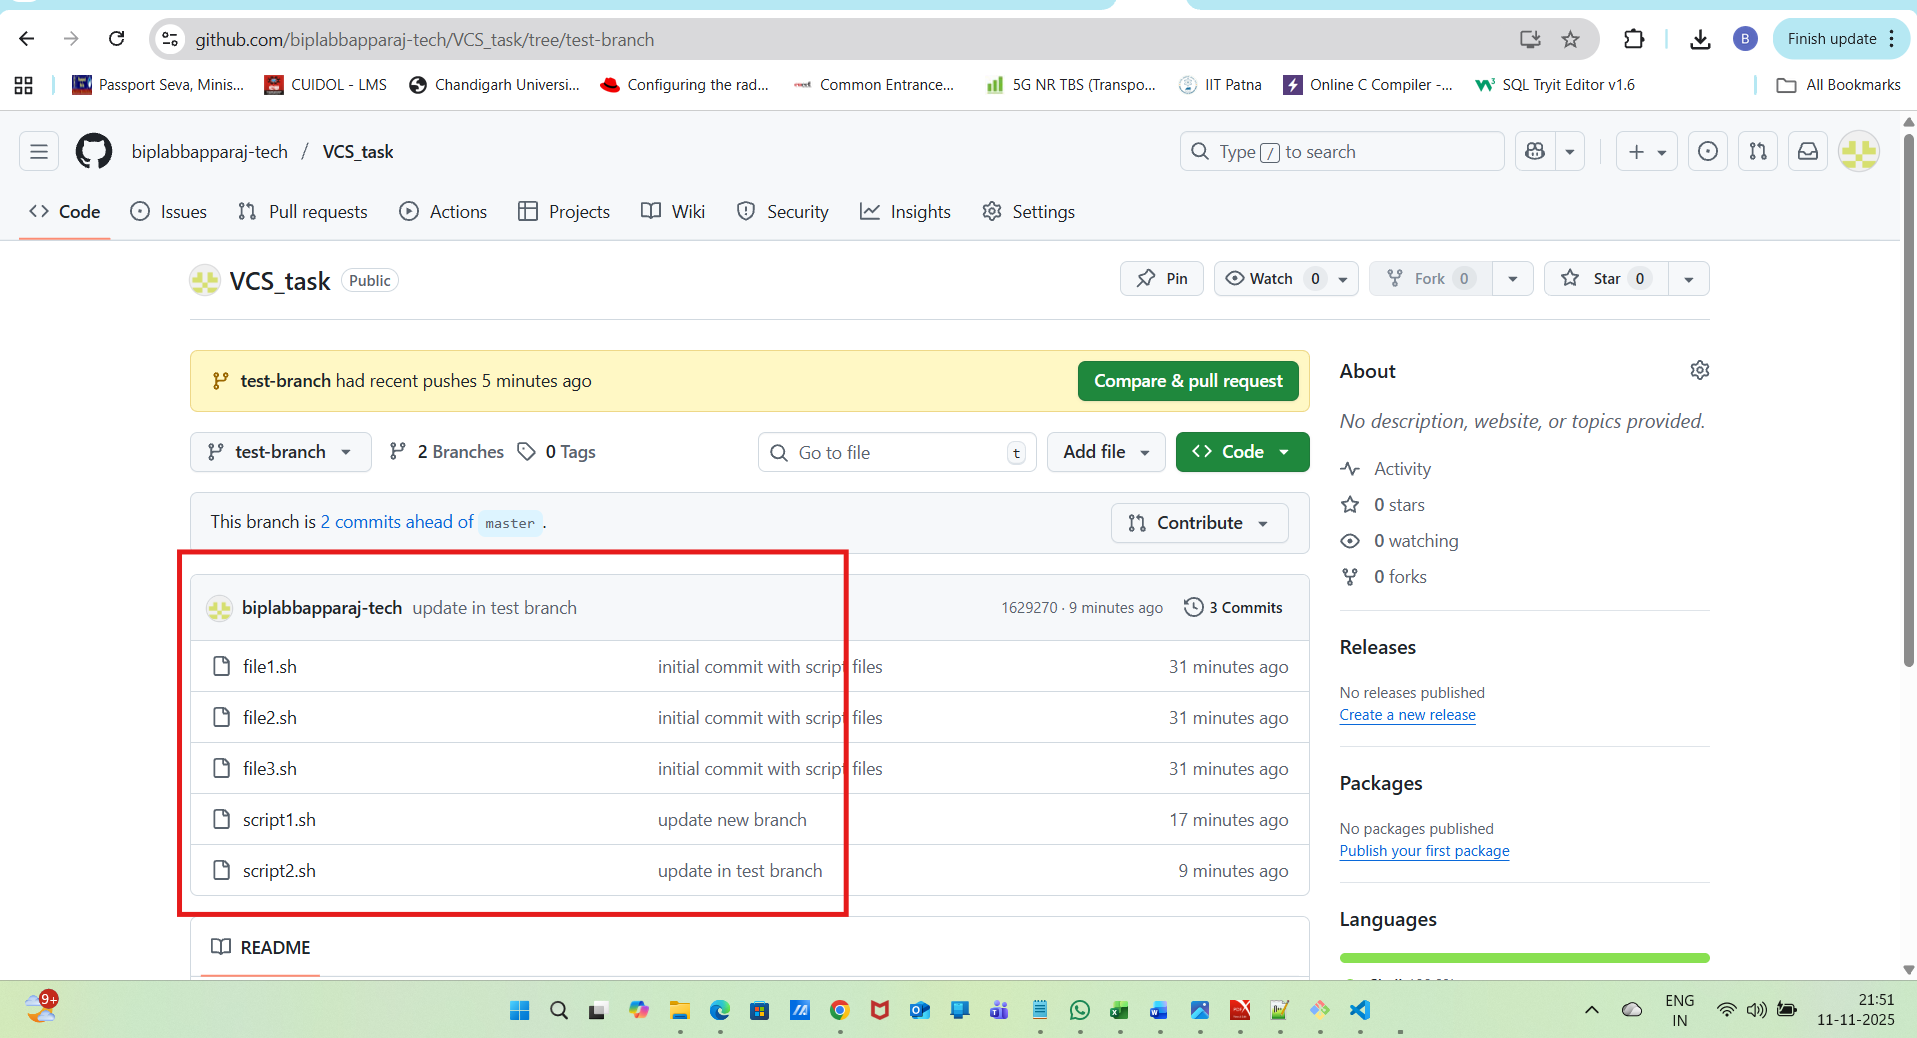 github.com/biplabbapparaj-tech/VCS_task/tree/test-branch
B
Finish update
Passport Seva, Minis...
CUIDOL - LMS
Chandigarh Universi...
Configuring the rad...
Common Entrance...
5G NR TBS (Transpo...
IIT Patna
Online C Compiler -...
SQL Tryit Editor v1.6
All Bookmarks
biplabbapparaj-tech / VCS_task
Type / to search
Code
Issues
Pull requests
Actions
Projects
Wiki
Security
Insights
Settings
VCS_task Public
Pin
Watch 0
Fork 0
Star 0
test-branch had recent pushes 5 minutes ago
Compare & pull request
test-branch
2 Branches
0 Tags
Go to file t
Add file
Code
This branch is 2 commits ahead of master .
Contribute
biplabbapparaj-tech update in test branch 1629270 · 9 minutes ago 3 Commits
file1.sh initial commit with script files 31 minutes ago
file2.sh initial commit with script files 31 minutes ago
file3.sh initial commit with script files 31 minutes ago
script1.sh update new branch 17 minutes ago
script2.sh update in test branch 9 minutes ago
README
About
No description, website, or topics provided.
Activity
0 stars
0 watching
0 forks
Releases
No releases published
Create a new release
Packages
No packages published
Publish your first package
Languages
9+
ENG
IN
21:51
11-11-2025